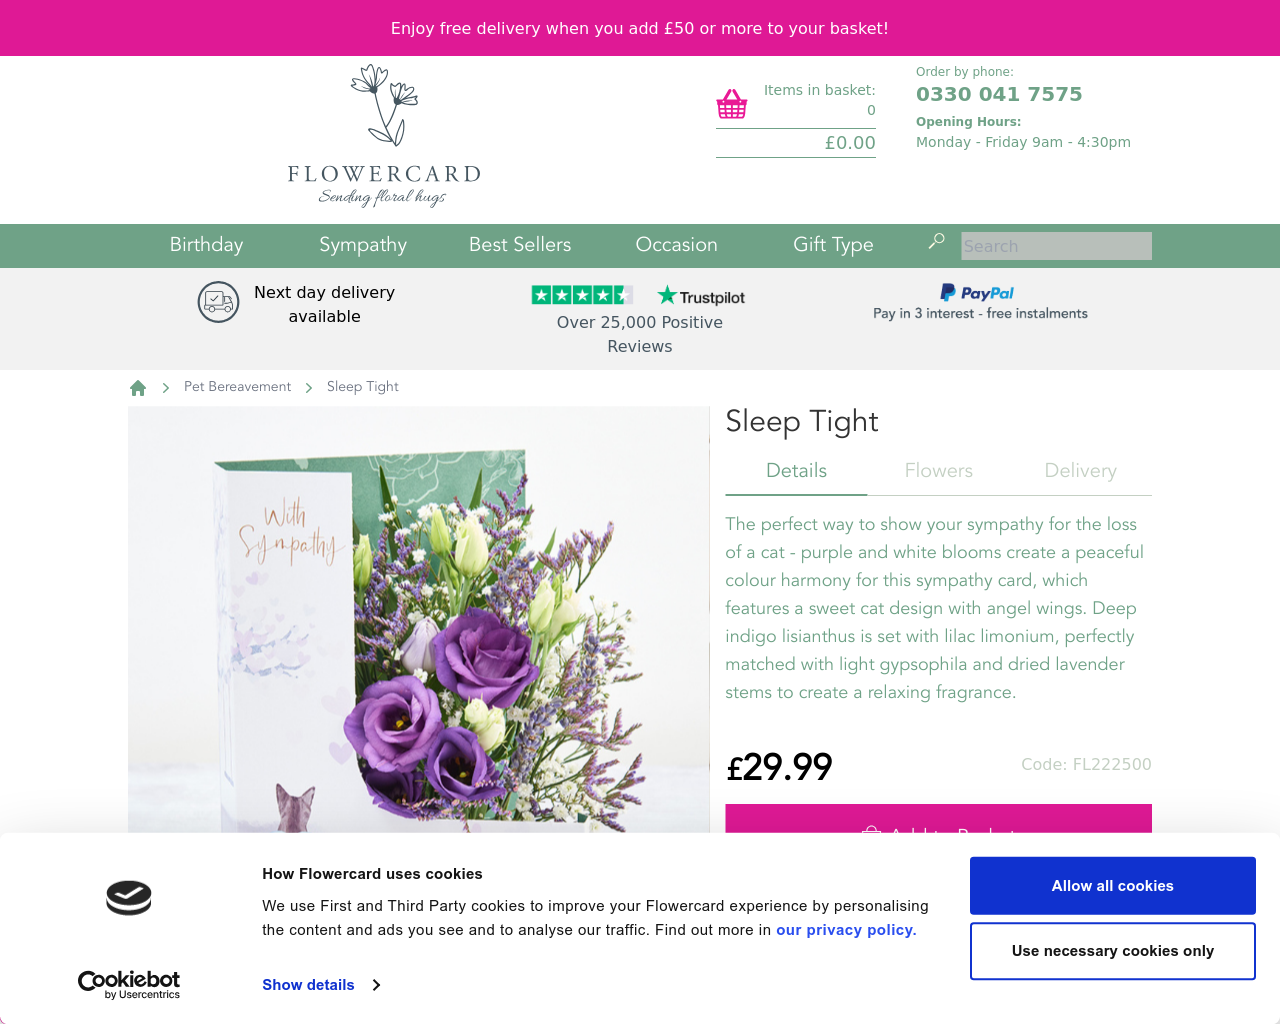 Enjoy free delivery when you add £50 or more to your basket!
FLOWERCARD
Sending floral hugs
Items in basket:
0
£0.00
Order by phone:
0330 041 7575
Opening Hours:
Monday - Friday 9am - 4:30pm
Birthday
Sympathy
Best Sellers
Occasion
Gift Type
Search
Next day delivery
available
Trustpilot
Over 25,000 Positive
Reviews
PayPal
Pay in 3 interest - free instalments
Pet Bereavement
Sleep Tight
With
Sympathy
Sleep Tight
Details
Flowers
Delivery
The perfect way to show your sympathy for the loss
of a cat - purple and white blooms create a peaceful
colour harmony for this sympathy card, which
features a sweet cat design with angel wings. Deep
indigo lisianthus is set with lilac limonium, perfectly
matched with light gypsophila and dried lavender
stems to create a relaxing fragrance.
£29.99
Code: FL222500
Add to Basket
How Flowercard uses cookies
We use First and Third Party cookies to improve your Flowercard experience by personalising
the content and ads you see and to analyse our traffic. Find out more in our privacy policy.
Show details
Allow all cookies
Use necessary cookies only
Cookiebot
by Usercentrics